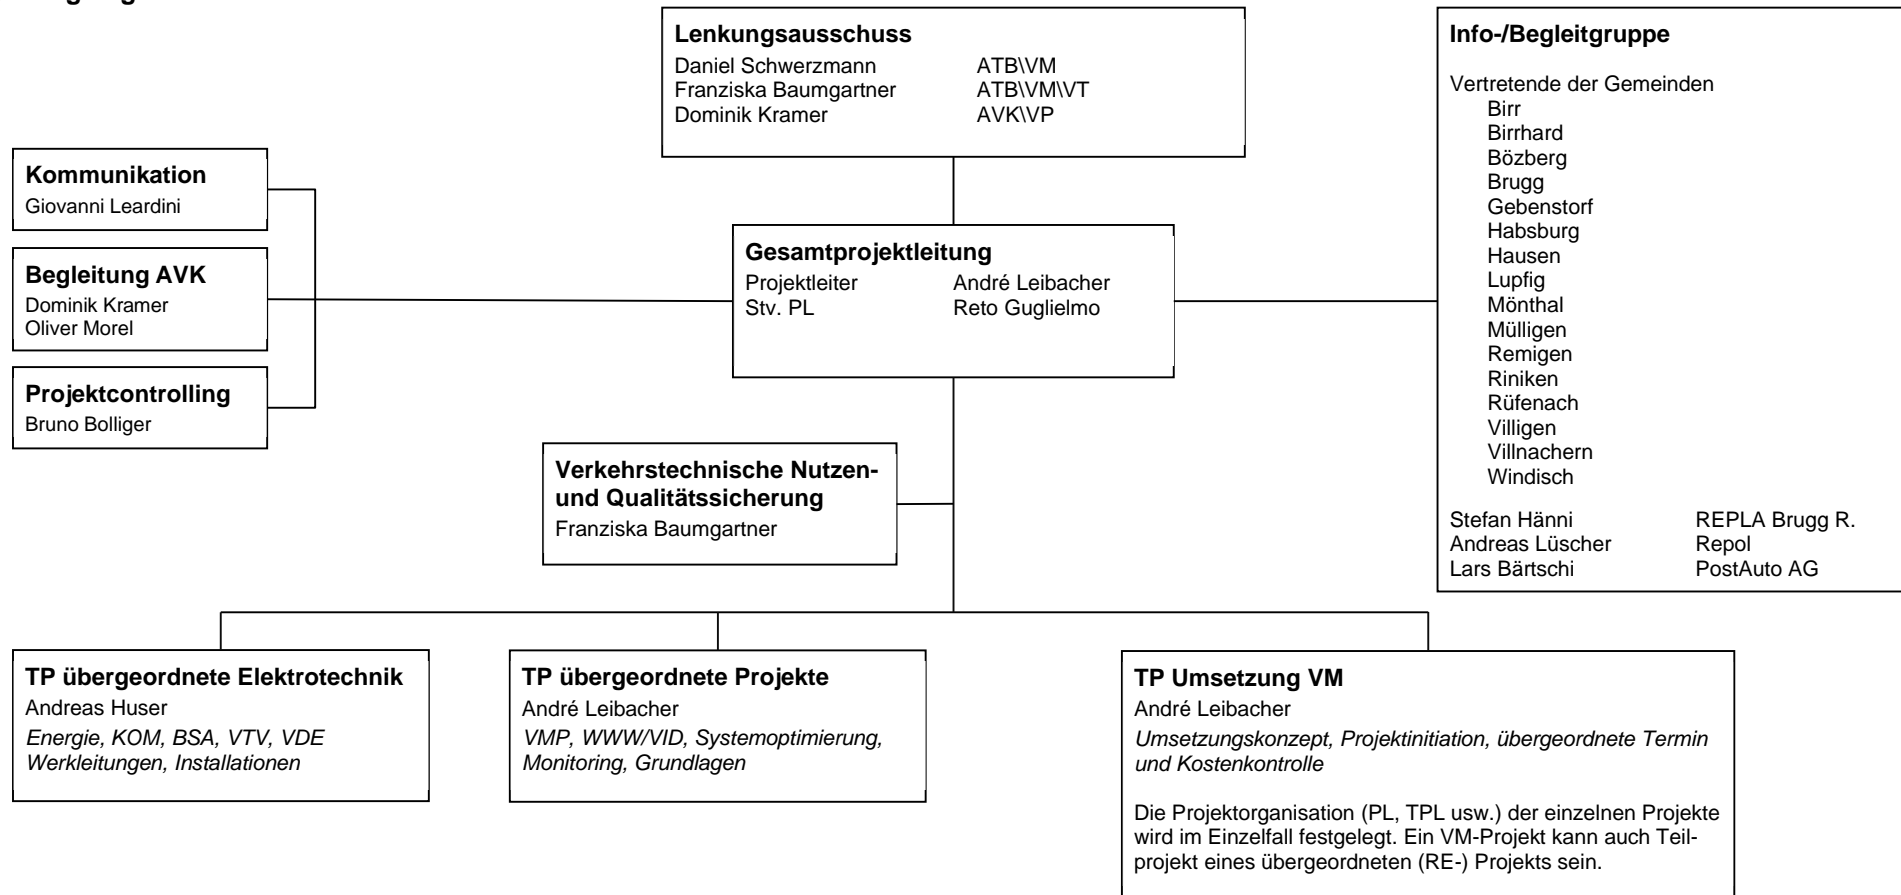 Lenkungsausschuss
Daniel Schwerzmann ATB\VM
Franziska Baumgartner ATB\VM\VT
Dominik Kramer AVK\VP
Info-/Begleitgruppe
Vertretende der Gemeinden
Birr
Birrhard
Bözberg
Brugg
Gebenstorf
Habsburg
Hausen
Lupfig
Mönthal
Mülligen
Remigen
Riniken
Rüfenach
Villigen
Villnachern
Windisch
Stefan Hänni REPLA Brugg R.
Andreas Lüscher Repol
Lars Bärtschi PostAuto AG
Kommunikation
Giovanni Leardini
Begleitung AVK
Dominik Kramer
Oliver Morel
Projektcontrolling
Bruno Bolliger
Gesamtprojektleitung
Projektleiter André Leibacher
Stv. PL Reto Guglielmo
Verkehrstechnische Nutzen-
und Qualitätssicherung
Franziska Baumgartner
TP übergeordnete Elektrotechnik
Andreas Huser
Energie, KOM, BSA, VTV, VDE
Werkleitungen, Installationen
TP übergeordnete Projekte
André Leibacher
VMP, WWW/VID, Systemoptimierung,
Monitoring, Grundlagen
TP Umsetzung VM
André Leibacher
Umsetzungskonzept, Projektinitiation, übergeordnete Termin
und Kostenkontrolle
Die Projektorganisation (PL, TPL usw.) der einzelnen Projekte
wird im Einzelfall festgelegt. Ein VM-Projekt kann auch Teil-
projekt eines übergeordneten (RE-) Projekts sein.